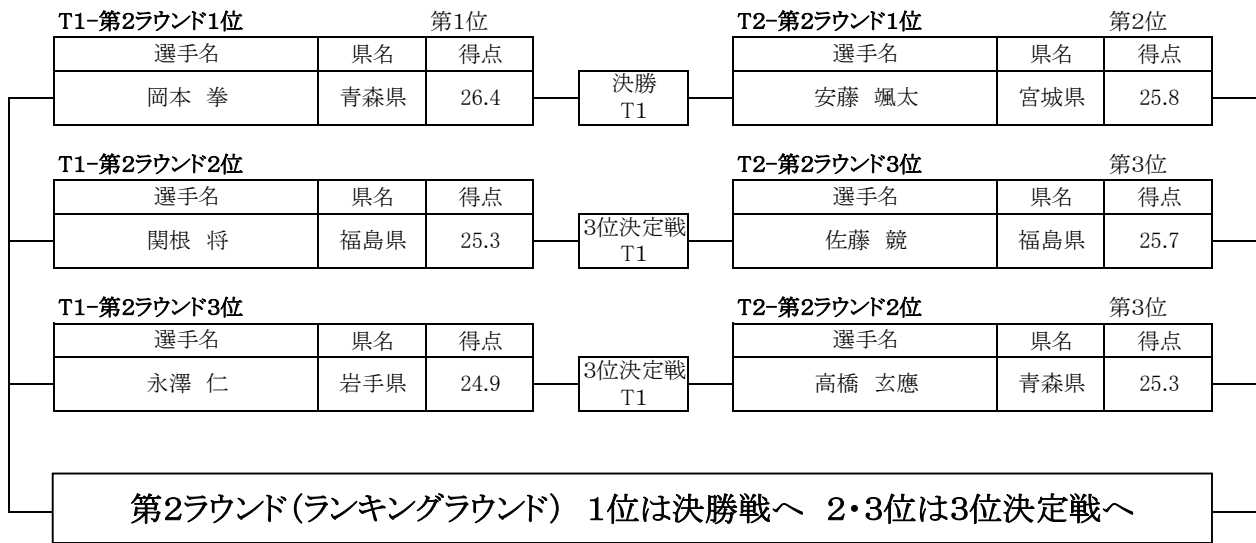 T1-第2ラウンド1位 第1位
選手名 県名 得点
岡本 拳 青森県 26.4
決勝
T1
T2-第2ラウンド1位 第2位
選手名 県名 得点
安藤 颯太 宮城県 25.8
T1-第2ラウンド2位
選手名 県名 得点
関根 将 福島県 25.3
3位決定戦
T1
T2-第2ラウンド3位 第3位
選手名 県名 得点
佐藤 競 福島県 25.7
T1-第2ラウンド3位
選手名 県名 得点
永澤 仁 岩手県 24.9
3位決定戦
T1
T2-第2ラウンド2位 第3位
選手名 県名 得点
高橋 玄應 青森県 25.3
第2ラウンド(ランキングラウンド) 1位は決勝戦へ 2・3位は3位決定戦へ